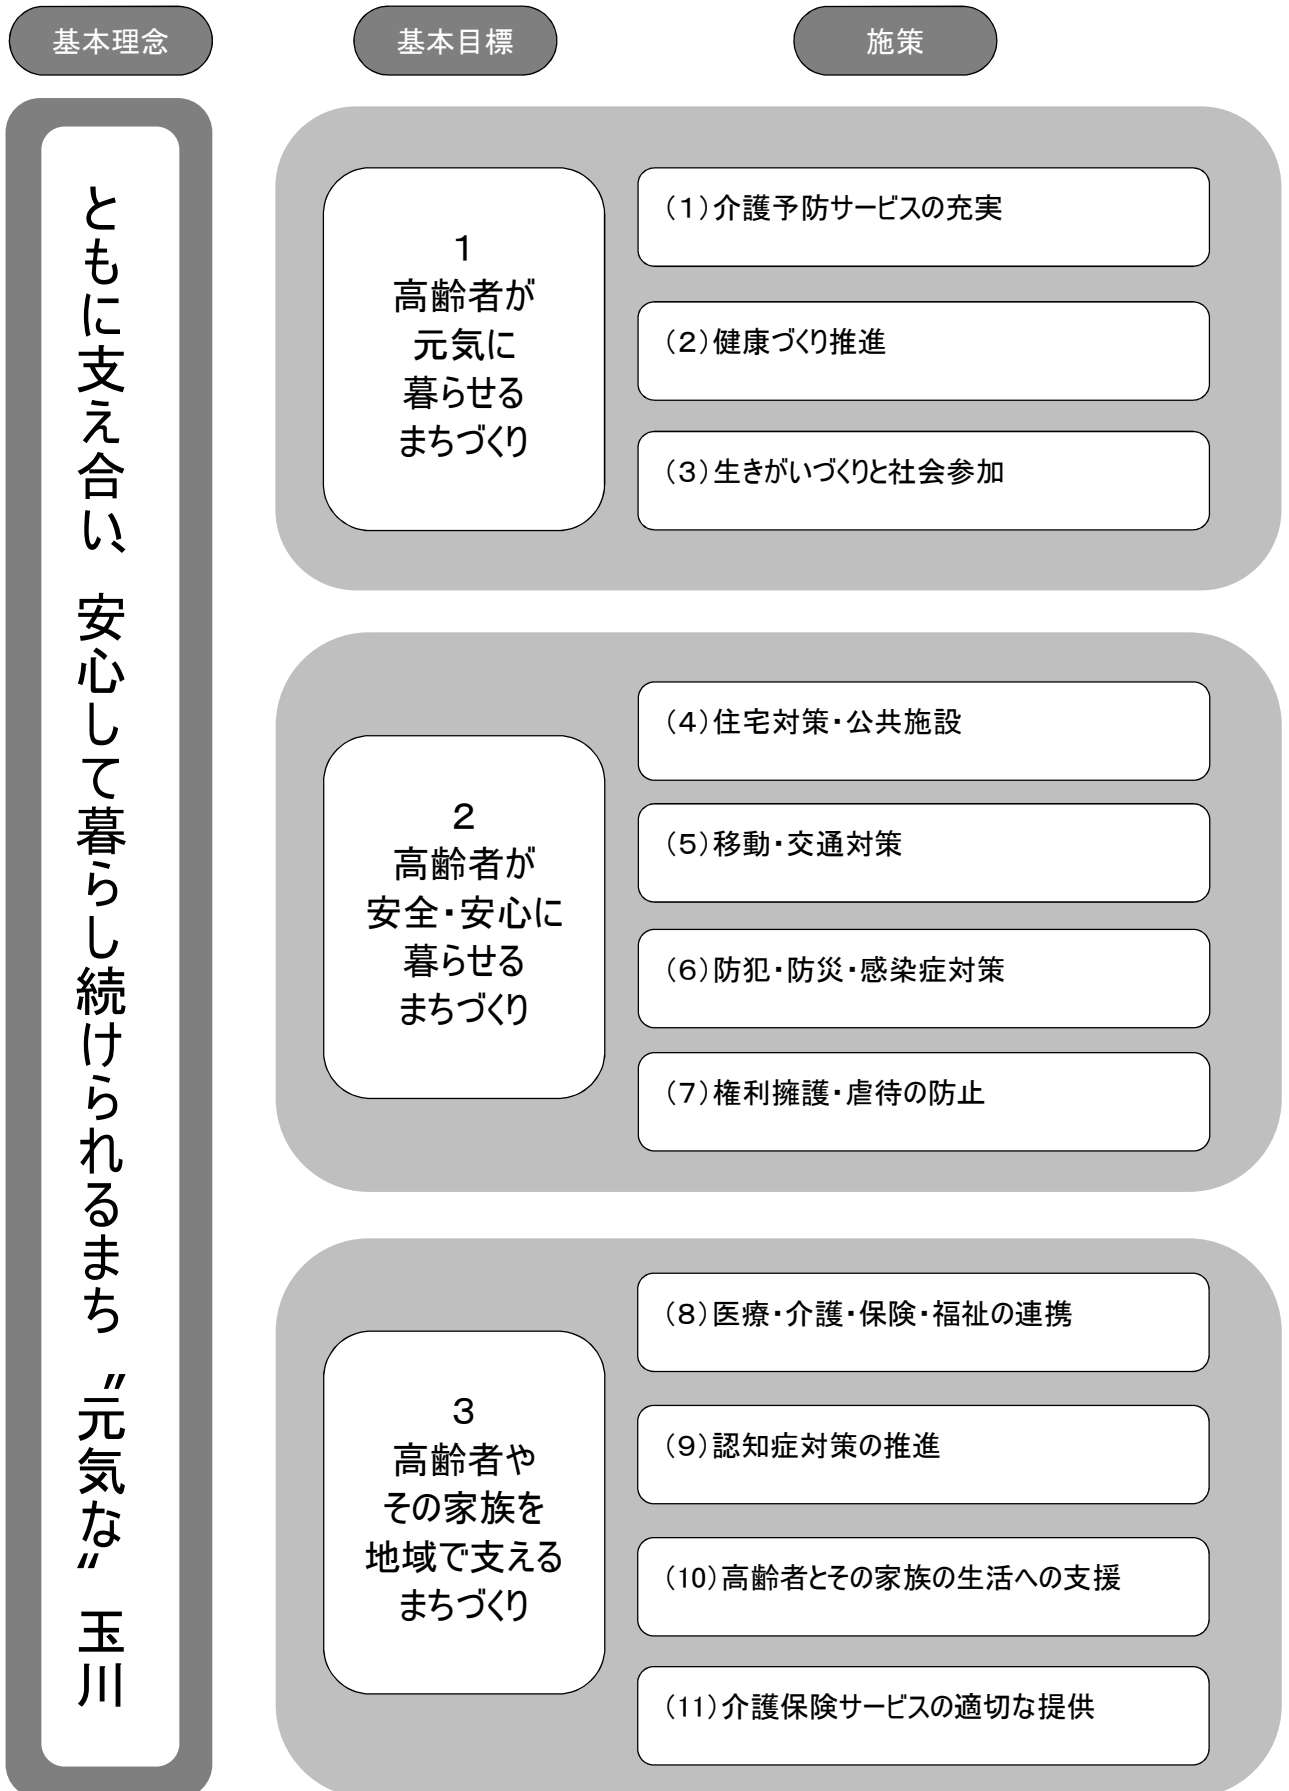 基本理念
基本目標
施策
ともに支え合い、安心して暮らし続けられるまち〝元気な〟玉川
1
高齢者が
元気に
暮らせる
まちづくり
(1)介護予防サービスの充実
(2)健康づくり推進
(3)生きがいづくりと社会参加
2
高齢者が
安全・安心に
暮らせる
まちづくり
(4)住宅対策・公共施設
(5)移動・交通対策
(6)防犯・防災・感染症対策
(7)権利擁護・虐待の防止
3
高齢者や
その家族を
地域で支える
まちづくり
(8)医療・介護・保険・福祉の連携
(9)認知症対策の推進
(10)高齢者とその家族の生活への支援
(11)介護保険サービスの適切な提供